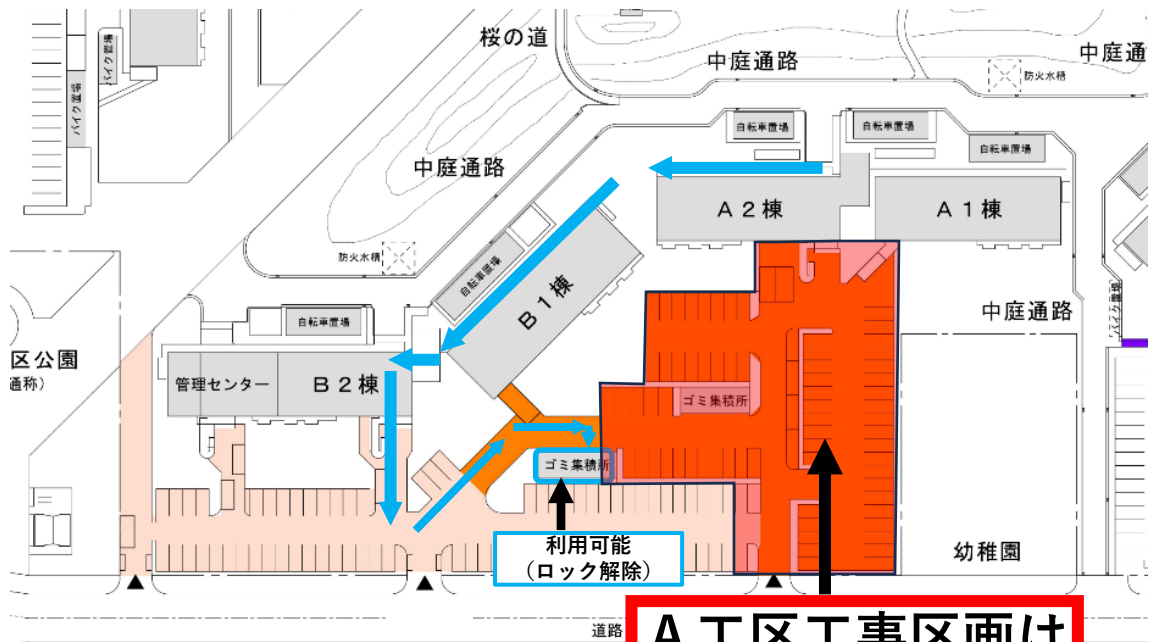 バイク置場
バイク置場
桜の道
中庭通路
中庭通
防火水槽
自転車置場
自転車置場
自転車置場
中庭通路
A2棟
A1棟
防火水槽
自転車置場
B1棟
自転車置場
中庭通路
バイク置場
区公園
通称）
管理センター
B2棟
ゴミ集積所
ゴミ集積所
利用可能
（ロック解除）
幼稚園
道路
A工区工事区画は